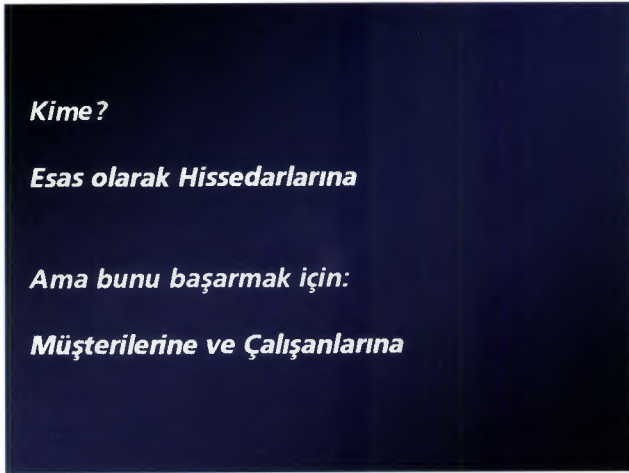 Kime?
Esas olarak Hissedarlarına
Ama bunu başarmak için:
Müşterilerine ve Çalışanlarına